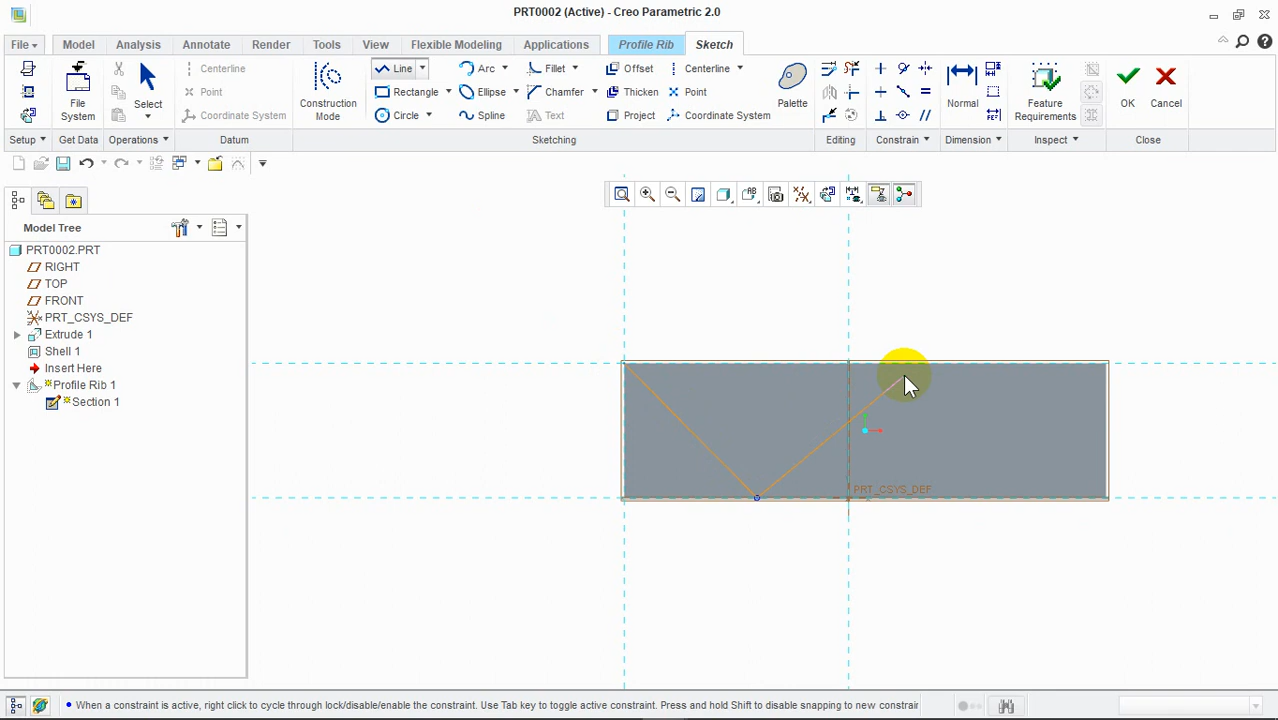 PRT0002 (Active) - Creo Parametric 2.0
File Model Analysis Annotate Render Tools View Flexible Modeling Applications Profile Rib Sketch
Centerline Line Arc Fillet Offset Centerline
Point Rectangle Ellipse Chamfer Thicken Point
Coordinate System Circle Spline Text Project Coordinate System
File System Select Construction Mode Palette Normal Feature Requirements OK Cancel
Setup Get Data Operations Datum Sketching Editing Constrain Dimension Inspect Close
Model Tree
PRT0002.PRT
RIGHT
TOP
FRONT
PRT_CSYS_DEF
Extrude 1
Shell 1
Insert Here
Profile Rib 1
Section 1
PRT_CSYS_DEF
When a constraint is active, right click to cycle through lock/disable/enable the constraint. Use Tab key to toggle active constraint. Press and hold Shift to disable snapping to new constrain